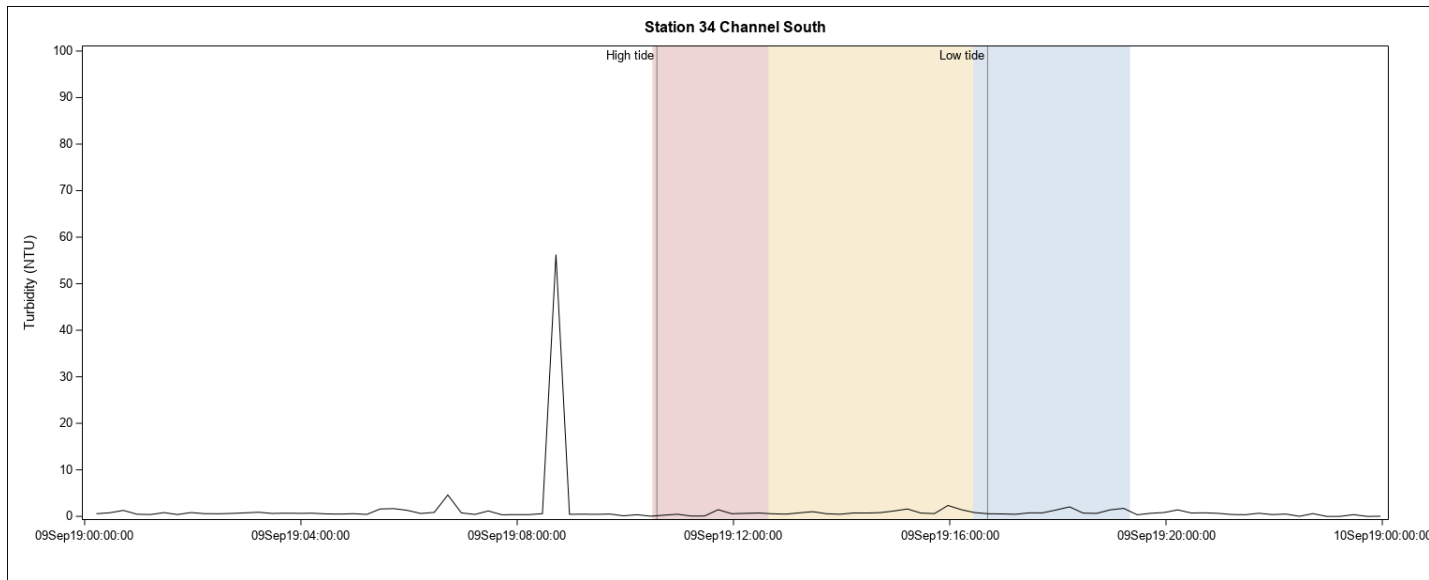 Station 34 Channel South
High tide
Low tide
100
90
80
70
60
50
40
30
20
10
0
Turbidity (NTU)
09Sep19:00:00:00
09Sep19:04:00:00
09Sep19:08:00:00
09Sep19:12:00:00
09Sep19:16:00:00
09Sep19:20:00:00
10Sep19:00:00:00